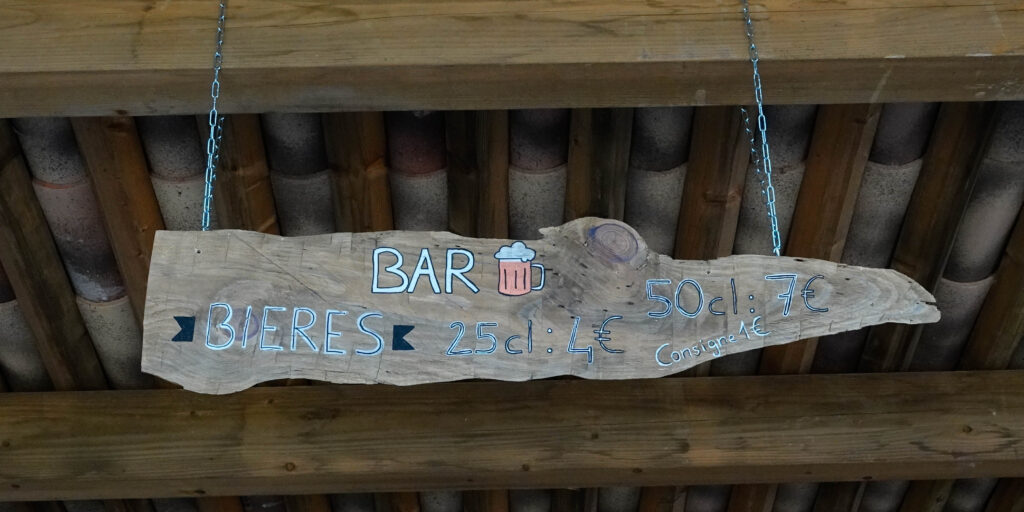 BAR
BIERES
25cl : 4€
50cl : 7€
Consigne 1€